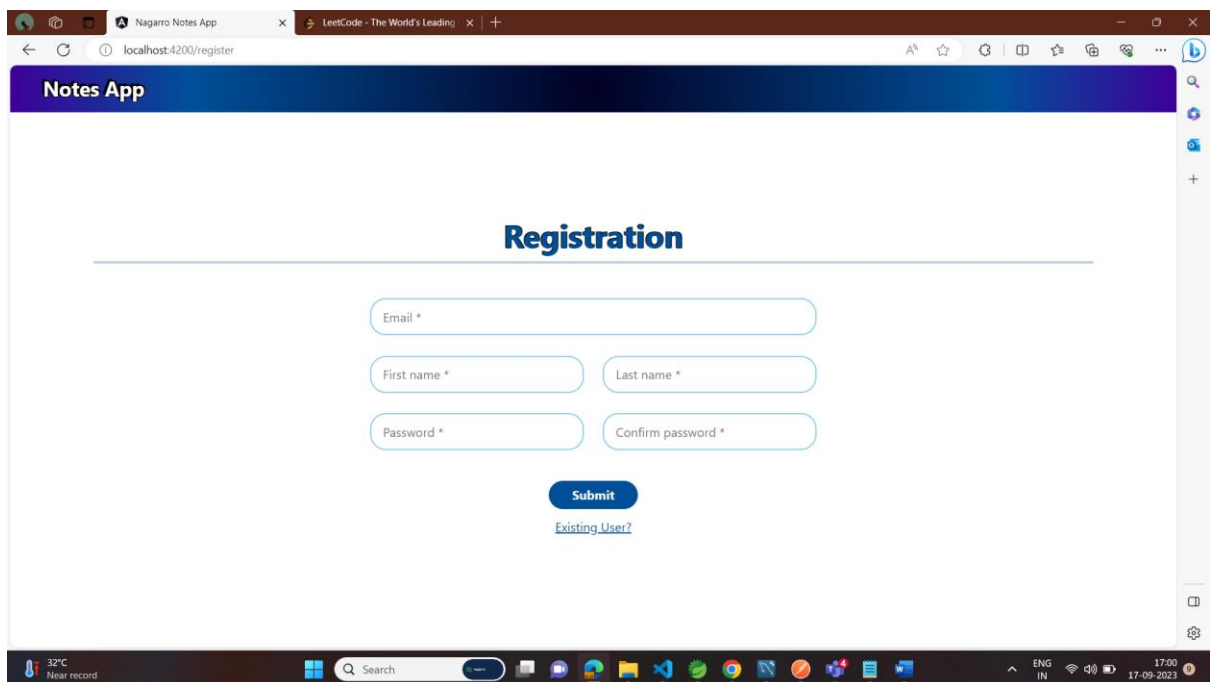 Nagarro Notes App
LeetCode - The World's Leading
localhost:4200/register
Notes App
Registration
Email *
First name * Last name *
Password * Confirm password *
Submit
Existing User?
32°C
Near record
Search
ENG
IN
17:00
17-09-2023